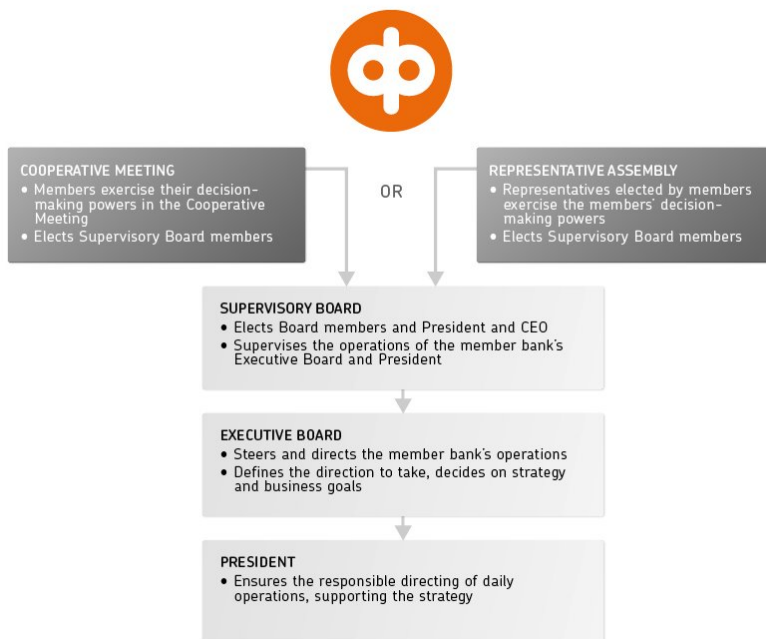 COOPERATIVE MEETING
• Members exercise their decision-
making powers in the Cooperative
Meeting
• Elects Supervisory Board members
OR
REPRESENTATIVE ASSEMBLY
• Representatives elected by members
exercise the members' decision-
making powers
• Elects Supervisory Board members
SUPERVISORY BOARD
• Elects Board members and President and CEO
• Supervises the operations of the member bank's
Executive Board and President
EXECUTIVE BOARD
• Steers and directs the member bank's operations
• Defines the direction to take, decides on strategy
and business goals
PRESIDENT
• Ensures the responsible directing of daily
operations, supporting the strategy